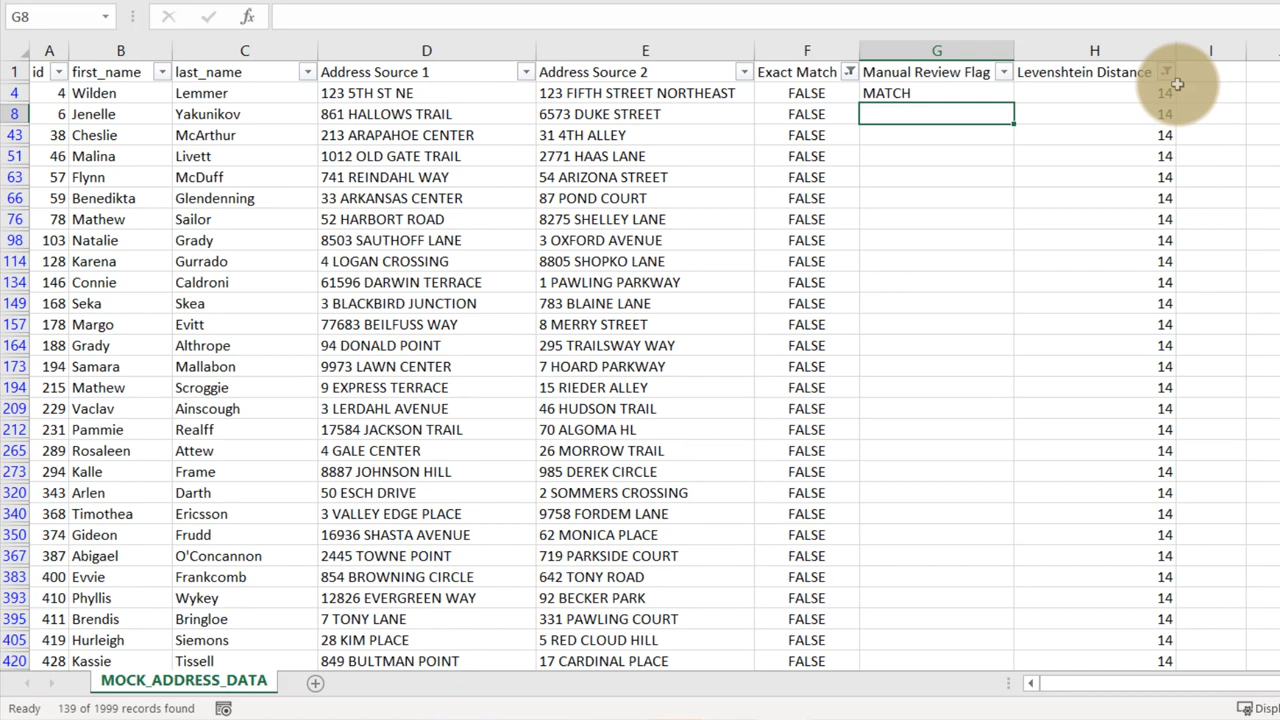 G8
fx
A B C D E F G H I
1 id first_name last_name Address Source 1 Address Source 2 Exact Match Manual Review Flag Levenshtein Distance
4 4 Wilden Lemmer 123 5TH ST NE 123 FIFTH STREET NORTHEAST FALSE MATCH 14
8 6 Jenelle Yakunikov 861 HALLOWS TRAIL 6573 DUKE STREET FALSE 14
43 38 Cheslie McArthur 213 ARAPAHOE CENTER 31 4TH ALLEY FALSE 14
51 46 Malina Livett 1012 OLD GATE TRAIL 2771 HAAS LANE FALSE 14
63 57 Flynn McDuff 741 REINDAHL WAY 54 ARIZONA STREET FALSE 14
66 59 Benedikta Glendenning 33 ARKANSAS CENTER 87 POND COURT FALSE 14
76 78 Mathew Sailor 52 HARBORT ROAD 8275 SHELLEY LANE FALSE 14
98 103 Natalie Grady 8503 SAUTHOFF LANE 3 OXFORD AVENUE FALSE 14
114 128 Karena Gurrado 4 LOGAN CROSSING 8805 SHOPKO LANE FALSE 14
134 146 Connie Caldroni 61596 DARWIN TERRACE 1 PAWLING PARKWAY FALSE 14
149 168 Seka Skea 3 BLACKBIRD JUNCTION 783 BLAINE LANE FALSE 14
157 178 Margo Evitt 77683 BEILFUSS WAY 8 MERRY STREET FALSE 14
164 188 Grady Althrope 94 DONALD POINT 295 TRAILSWAY WAY FALSE 14
173 194 Samara Mallabon 9973 LAWN CENTER 7 HOARD PARKWAY FALSE 14
194 215 Mathew Scroggie 9 EXPRESS TERRACE 15 RIEDER ALLEY FALSE 14
209 229 Vaclav Ainscough 3 LERDAHL AVENUE 46 HUDSON TRAIL FALSE 14
212 231 Pammie Realff 17584 JACKSON TRAIL 70 ALGOMA HL FALSE 14
265 289 Rosaleen Attew 4 GALE CENTER 26 MORROW TRAIL FALSE 14
273 294 Kalle Frame 8887 JOHNSON HILL 985 DEREK CIRCLE FALSE 14
320 343 Arlen Darth 50 ESCH DRIVE 2 SOMMERS CROSSING FALSE 14
340 368 Timothea Ericsson 3 VALLEY EDGE PLACE 9758 FORDEM LANE FALSE 14
350 374 Gideon Frudd 16936 SHASTA AVENUE 62 MONICA PLACE FALSE 14
367 387 Abigael O'Concannon 2445 TOWNE POINT 719 PARKSIDE COURT FALSE 14
383 400 Evvie Frankcomb 854 BROWNING CIRCLE 642 TONY ROAD FALSE 14
393 410 Phyllis Wykey 12826 EVERGREEN WAY 92 BECKER PARK FALSE 14
395 411 Brendis Bringloe 7 TONY LANE 331 PAWLING COURT FALSE 14
405 419 Hurleigh Siemons 28 KIM PLACE 5 RED CLOUD HILL FALSE 14
420 428 Kassie Tissell 849 BULTMAN POINT 17 CARDINAL PLACE FALSE 14
MOCK_ADDRESS_DATA
Ready 139 of 1999 records found Displ